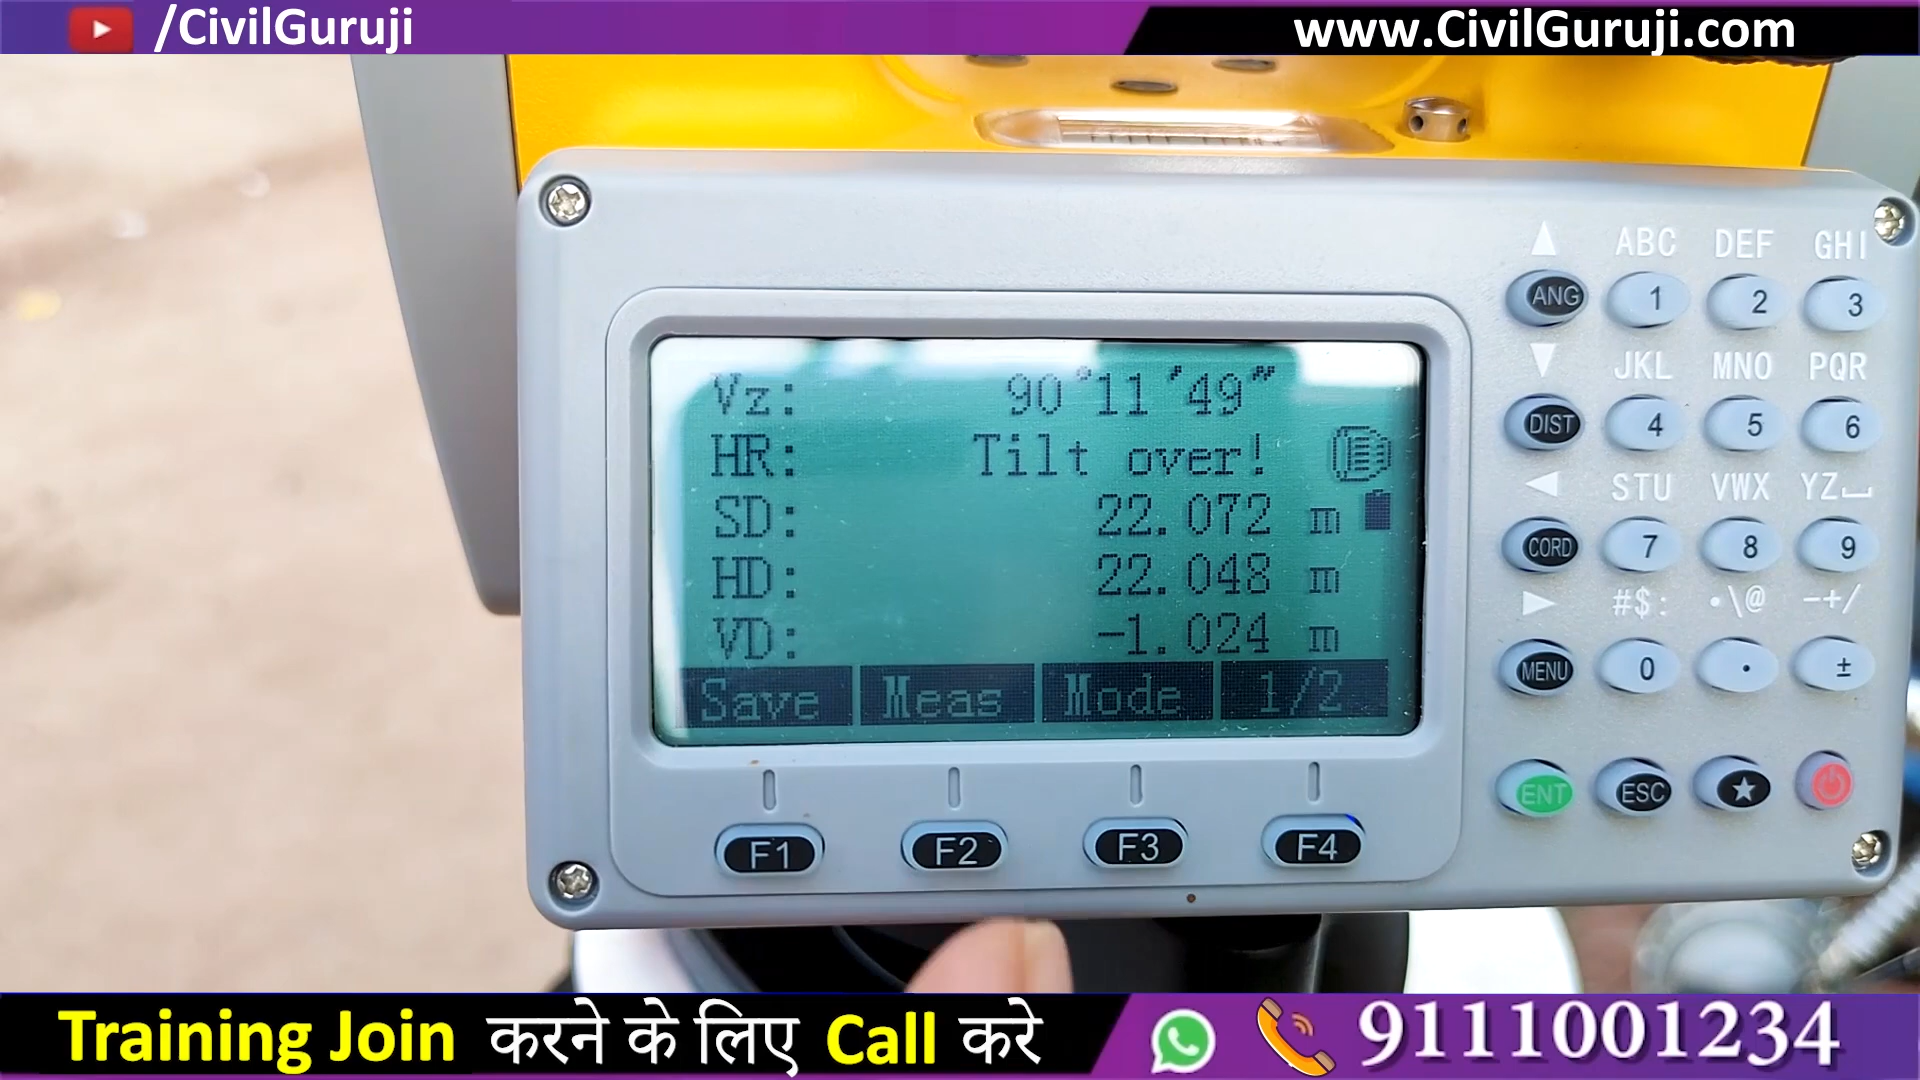 /CivilGuruji
www.CivilGuruji.com
Vz: 90°11'49"
HR: Tilt over!
SD: 22.072 m
HD: 22.048 m
VD: -1.024 m
Save Meas Mode 1/2
F1 F2 F3 F4
▲ ABC DEF GHI
ANG 1 2 3
▼ JKL MNO PQR
DIST 4 5 6
◀ STU VWX YZ⎵
CORD 7 8 9
▶ #$: •\@ -+/
MENU 0 • ±
ENT ESC ★
Training Join करने के लिए Call करे
9111001234